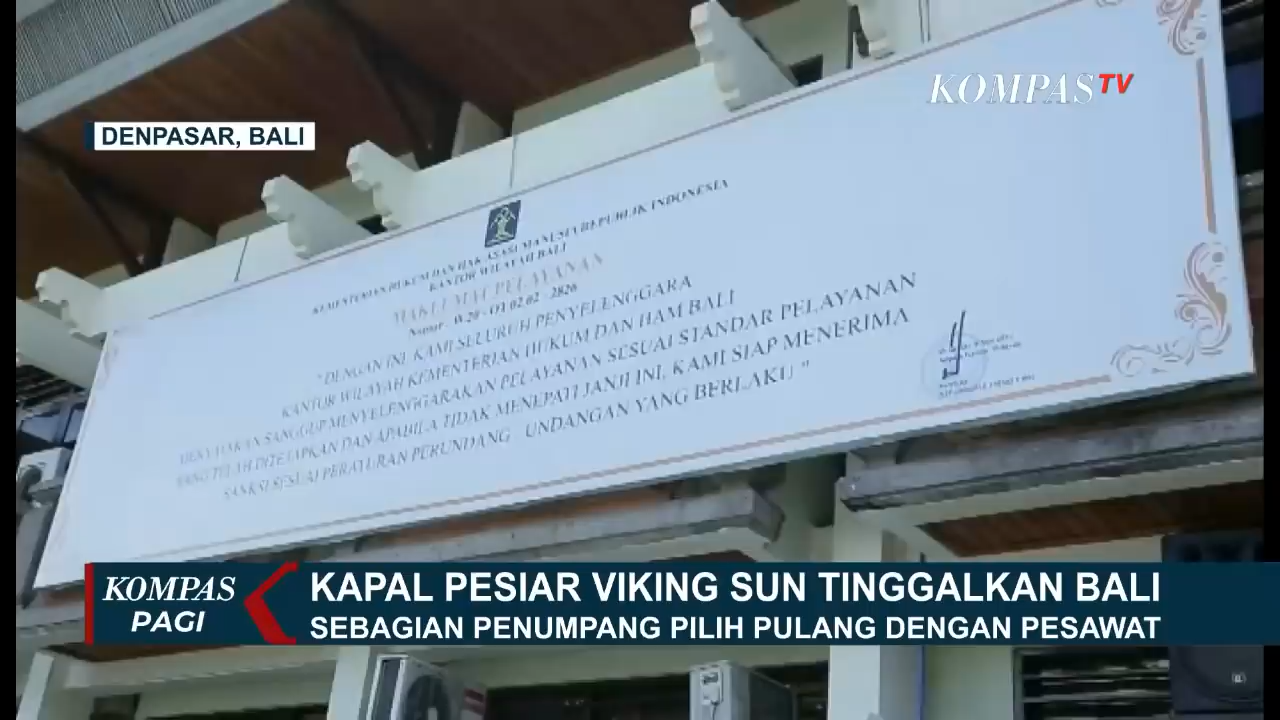 KOMPAS TV
DENPASAR, BALI
KEMENTERIAN HUKUM DAN HAK ASASI MANUSIA REPUBLIK INDONESIA
KANTOR WILAYAH BALI
MAKLUMAT PELAYANAN
" DENGAN INI, KAMI SELURUH PENYELENGGARA
KANTOR WILAYAH KEMENTERIAN HUKUM DAN HAM BALI
MENYATAKAN SANGGUP MENYELENGGARAKAN PELAYANAN SESUAI STANDAR PELAYANAN
YANG TELAH DITETAPKAN DAN APABILA TIDAK MENEPATI JANJI INI, KAMI SIAP MENERIMA
SANKSI SESUAI PERATURAN PERUNDANG - UNDANGAN YANG BERLAKU "
KOMPAS PAGI
KAPAL PESIAR VIKING SUN TINGGALKAN BALI
SEBAGIAN PENUMPANG PILIH PULANG DENGAN PESAWAT